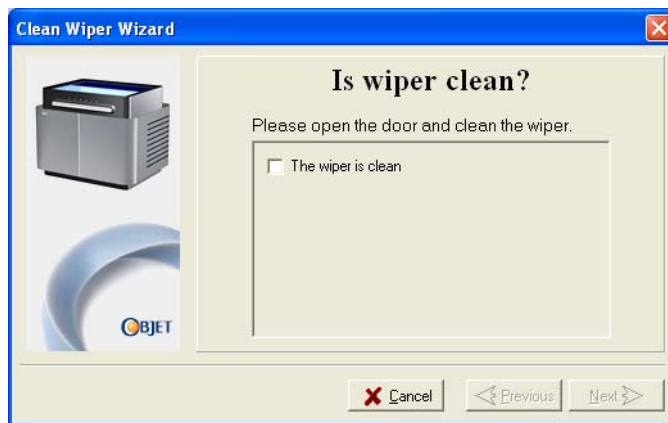 Clean Wiper Wizard
Is wiper clean?
Please open the door and clean the wiper.
The wiper is clean
OBJET
Cancel
Previous
Next